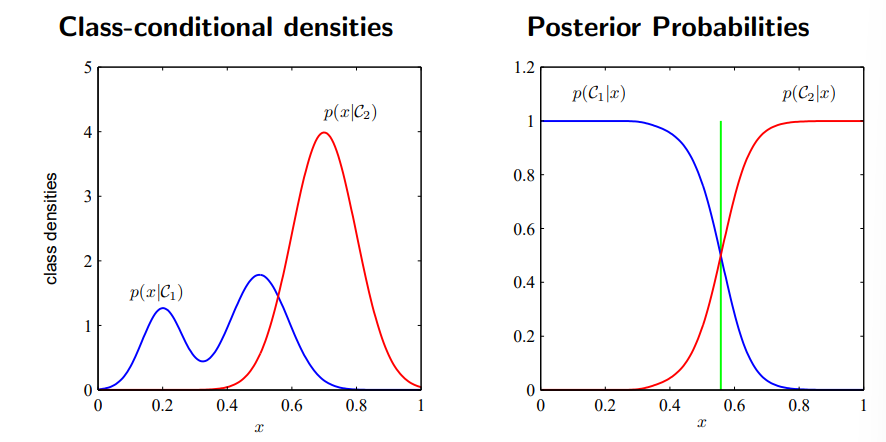 Class-conditional densities
5
4
3
2
1
0
class densities
p(x|𝒞₂)
p(x|𝒞₁)
0 0.2 0.4 0.6 0.8 1
x
Posterior Probabilities
1.2
1
0.8
0.6
0.4
0.2
0
p(𝒞₁|x) p(𝒞₂|x)
0 0.2 0.4 0.6 0.8 1
x